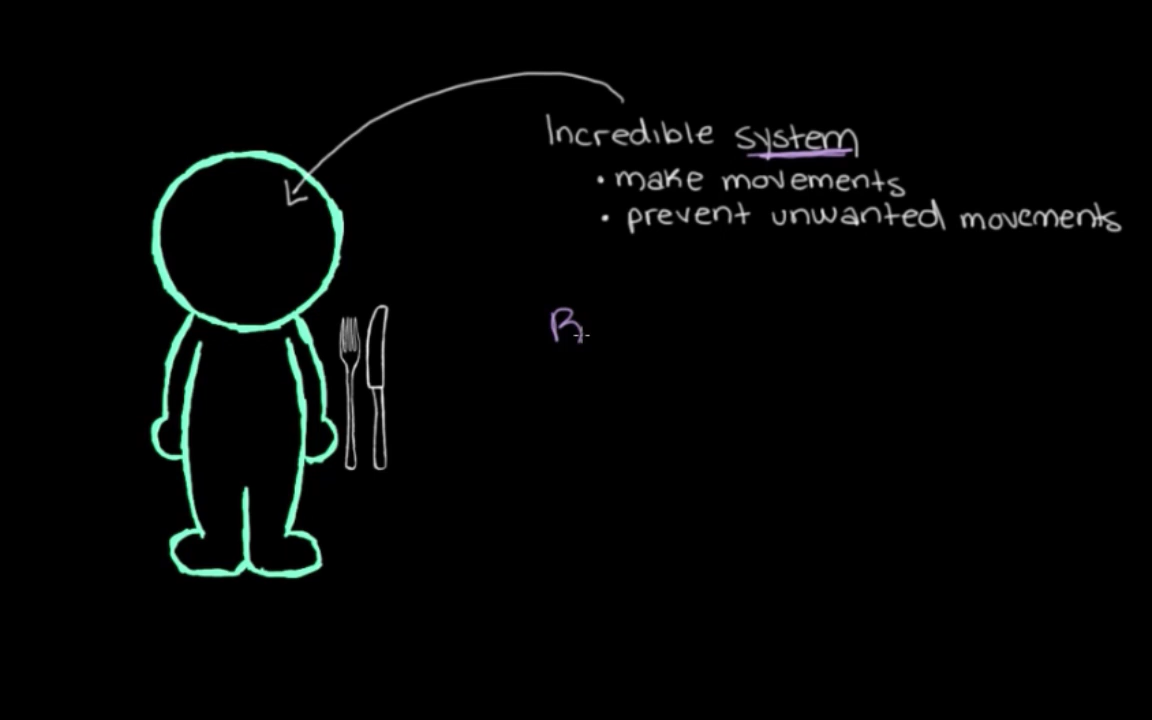 Incredible system
• make movements
• prevent unwanted movements
B